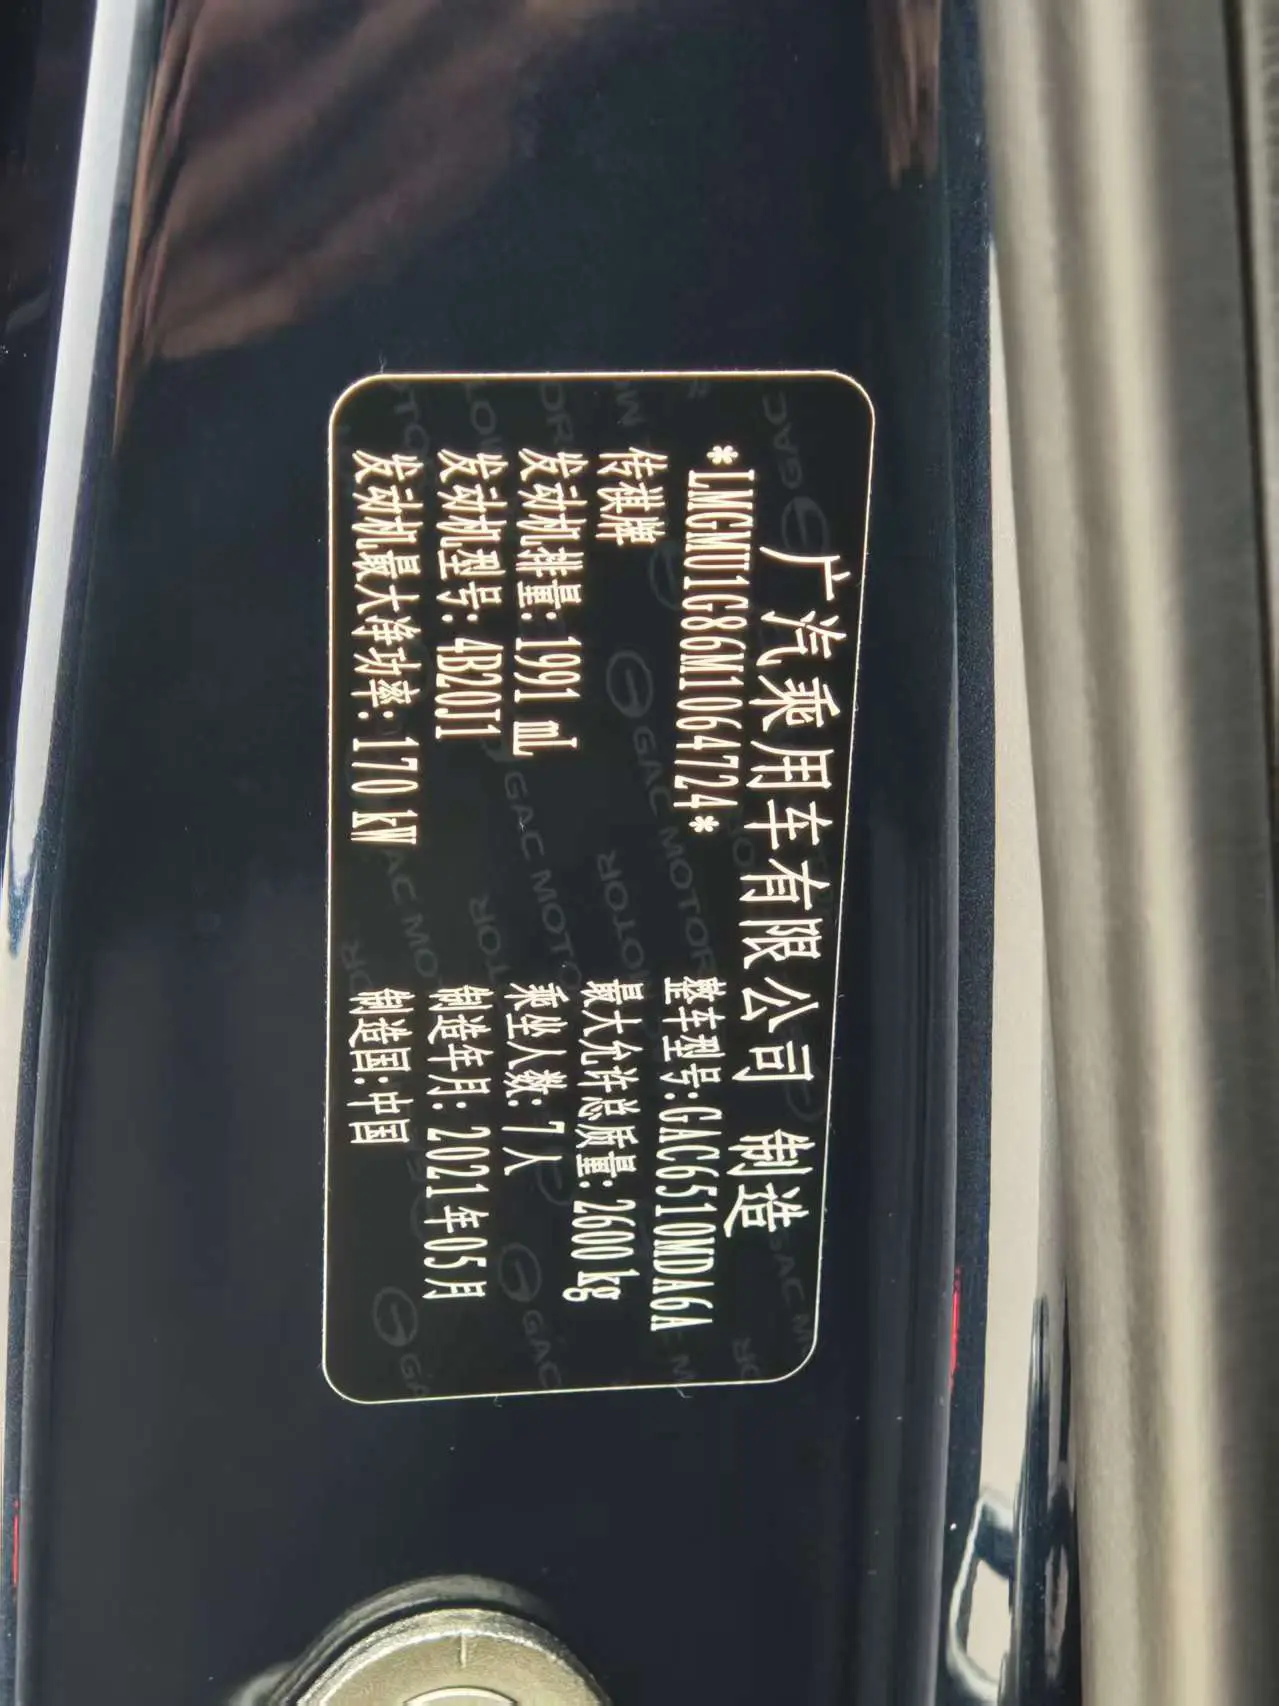 广汽乘用车有限公司 制造
*LMGMU1G86M1064724* 整车型号:GAC6510MDA6A
传祺牌 最大允许总质量:2600kg
发动机排量:1991 mL 乘坐人数:7人
发动机型号:4B20J1 制造年月:2021年05月
发动机最大净功率:170 kW 制造国:中国
GAC MOTOR